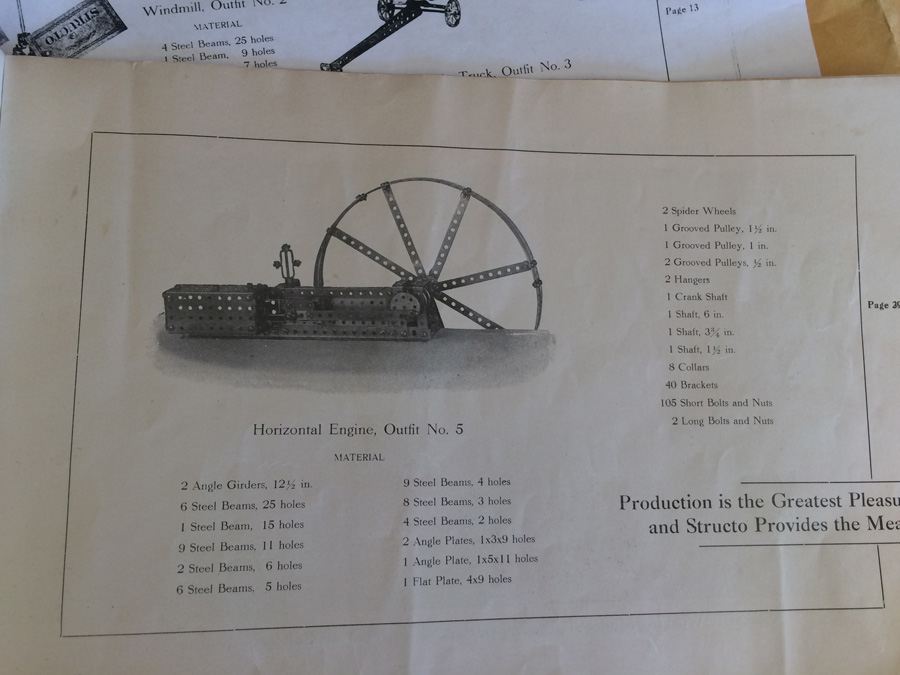 Windmill, Outfit No. 2
MATERIAL
4 Steel Beams, 25 holes
1 Steel Beam, 9 holes
7 holes
STRUCTO
Truck, Outfit No. 3
Page 13
Horizontal Engine, Outfit No. 5
MATERIAL
2 Angle Girders, 12½ in.
6 Steel Beams, 25 holes
1 Steel Beam, 15 holes
9 Steel Beams, 11 holes
2 Steel Beams, 6 holes
6 Steel Beams, 5 holes
9 Steel Beams, 4 holes
8 Steel Beams, 3 holes
4 Steel Beams, 2 holes
2 Angle Plates, 1x3x9 holes
1 Angle Plate, 1x5x11 holes
1 Flat Plate, 4x9 holes
2 Spider Wheels
1 Grooved Pulley, 1½ in.
1 Grooved Pulley, 1 in.
2 Grooved Pulleys, ½ in.
2 Hangers
1 Crank Shaft
1 Shaft, 6 in.
1 Shaft, 3¾ in.
1 Shaft, 1½ in.
8 Collars
40 Brackets
105 Short Bolts and Nuts
2 Long Bolts and Nuts
Page
Production is the Greatest Pleasu
and Structo Provides the Mea